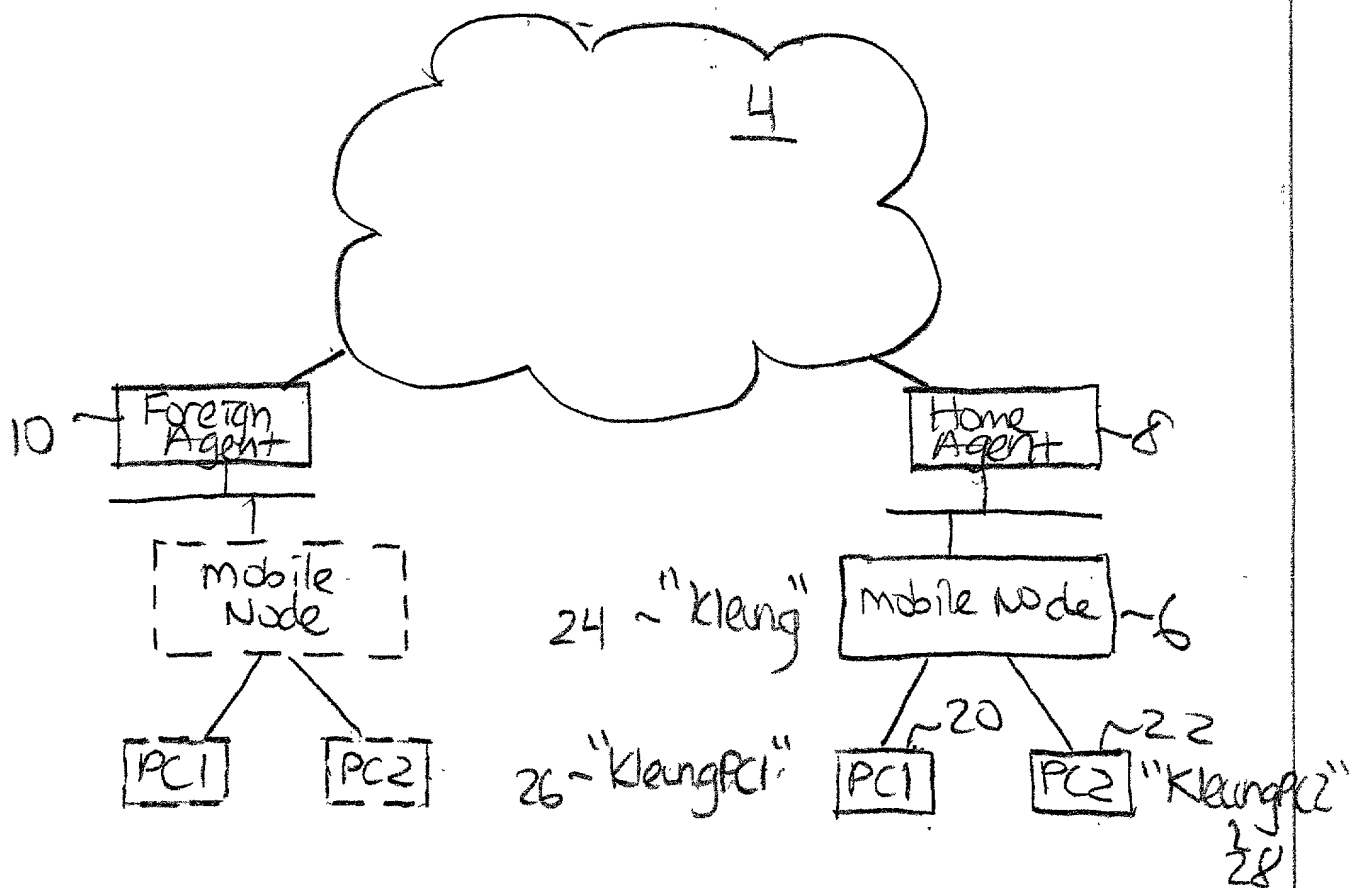 4
10
Foreign
Agent
Home
Agent
8
mobile
Node
24
"Kleung"
mobile Node
6
20
22
PC1
PC2
26
"KleungPC1"
PC1
PC2
"KleungPC2"
28